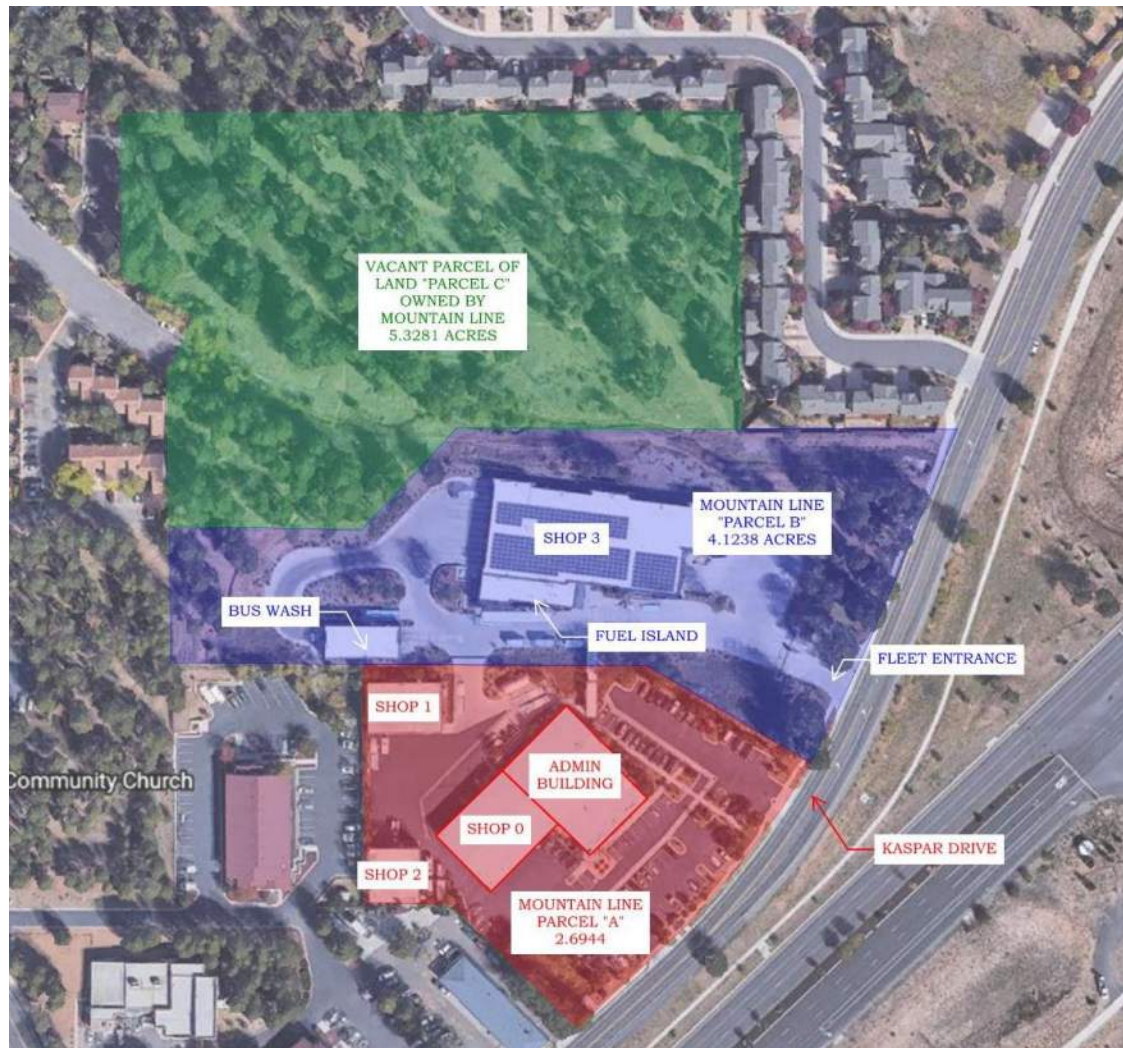 VACANT PARCEL OF
LAND "PARCEL C"
OWNED BY
MOUNTAIN LINE
5.3281 ACRES
MOUNTAIN LINE
"PARCEL B"
4.1238 ACRES
SHOP 3
BUS WASH
FUEL ISLAND
FLEET ENTRANCE
SHOP 1
ADMIN
BUILDING
Community Church
SHOP 0
KASPAR DRIVE
SHOP 2
MOUNTAIN LINE
PARCEL "A"
2.6944